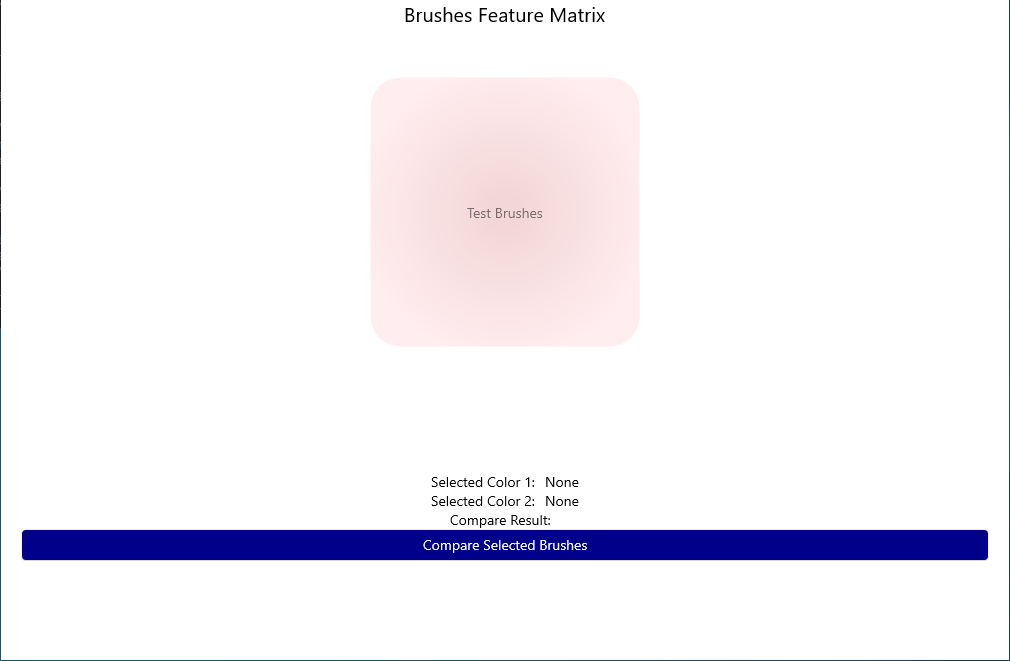 Brushes Feature Matrix
Test Brushes
Selected Color 1: None
Selected Color 2: None
Compare Result:
Compare Selected Brushes